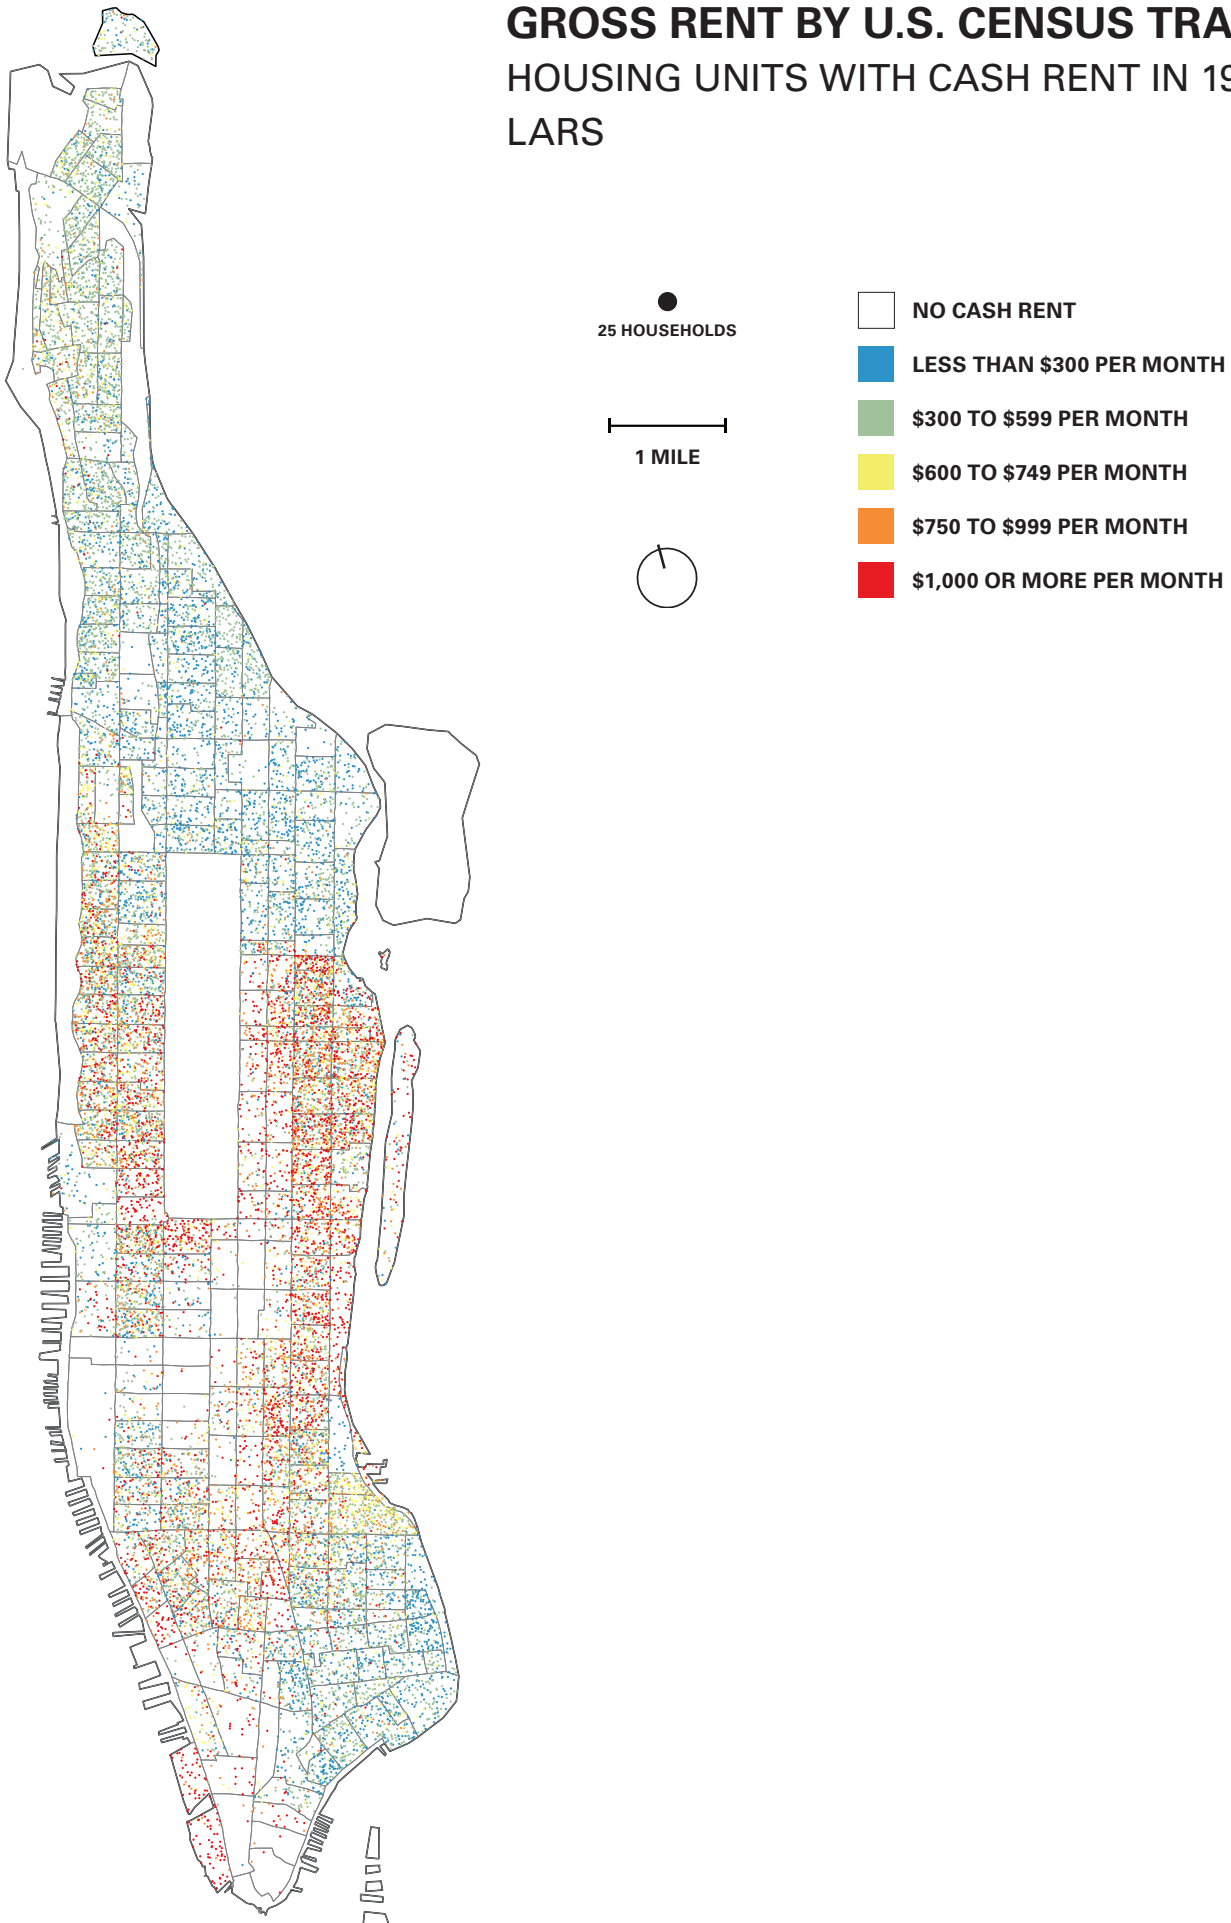 GROSS RENT BY U.S. CENSUS TRA
HOUSING UNITS WITH CASH RENT IN 19
LARS
25 HOUSEHOLDS
1 MILE
NO CASH RENT
LESS THAN $300 PER MONTH
$300 TO $599 PER MONTH
$600 TO $749 PER MONTH
$750 TO $999 PER MONTH
$1,000 OR MORE PER MONTH